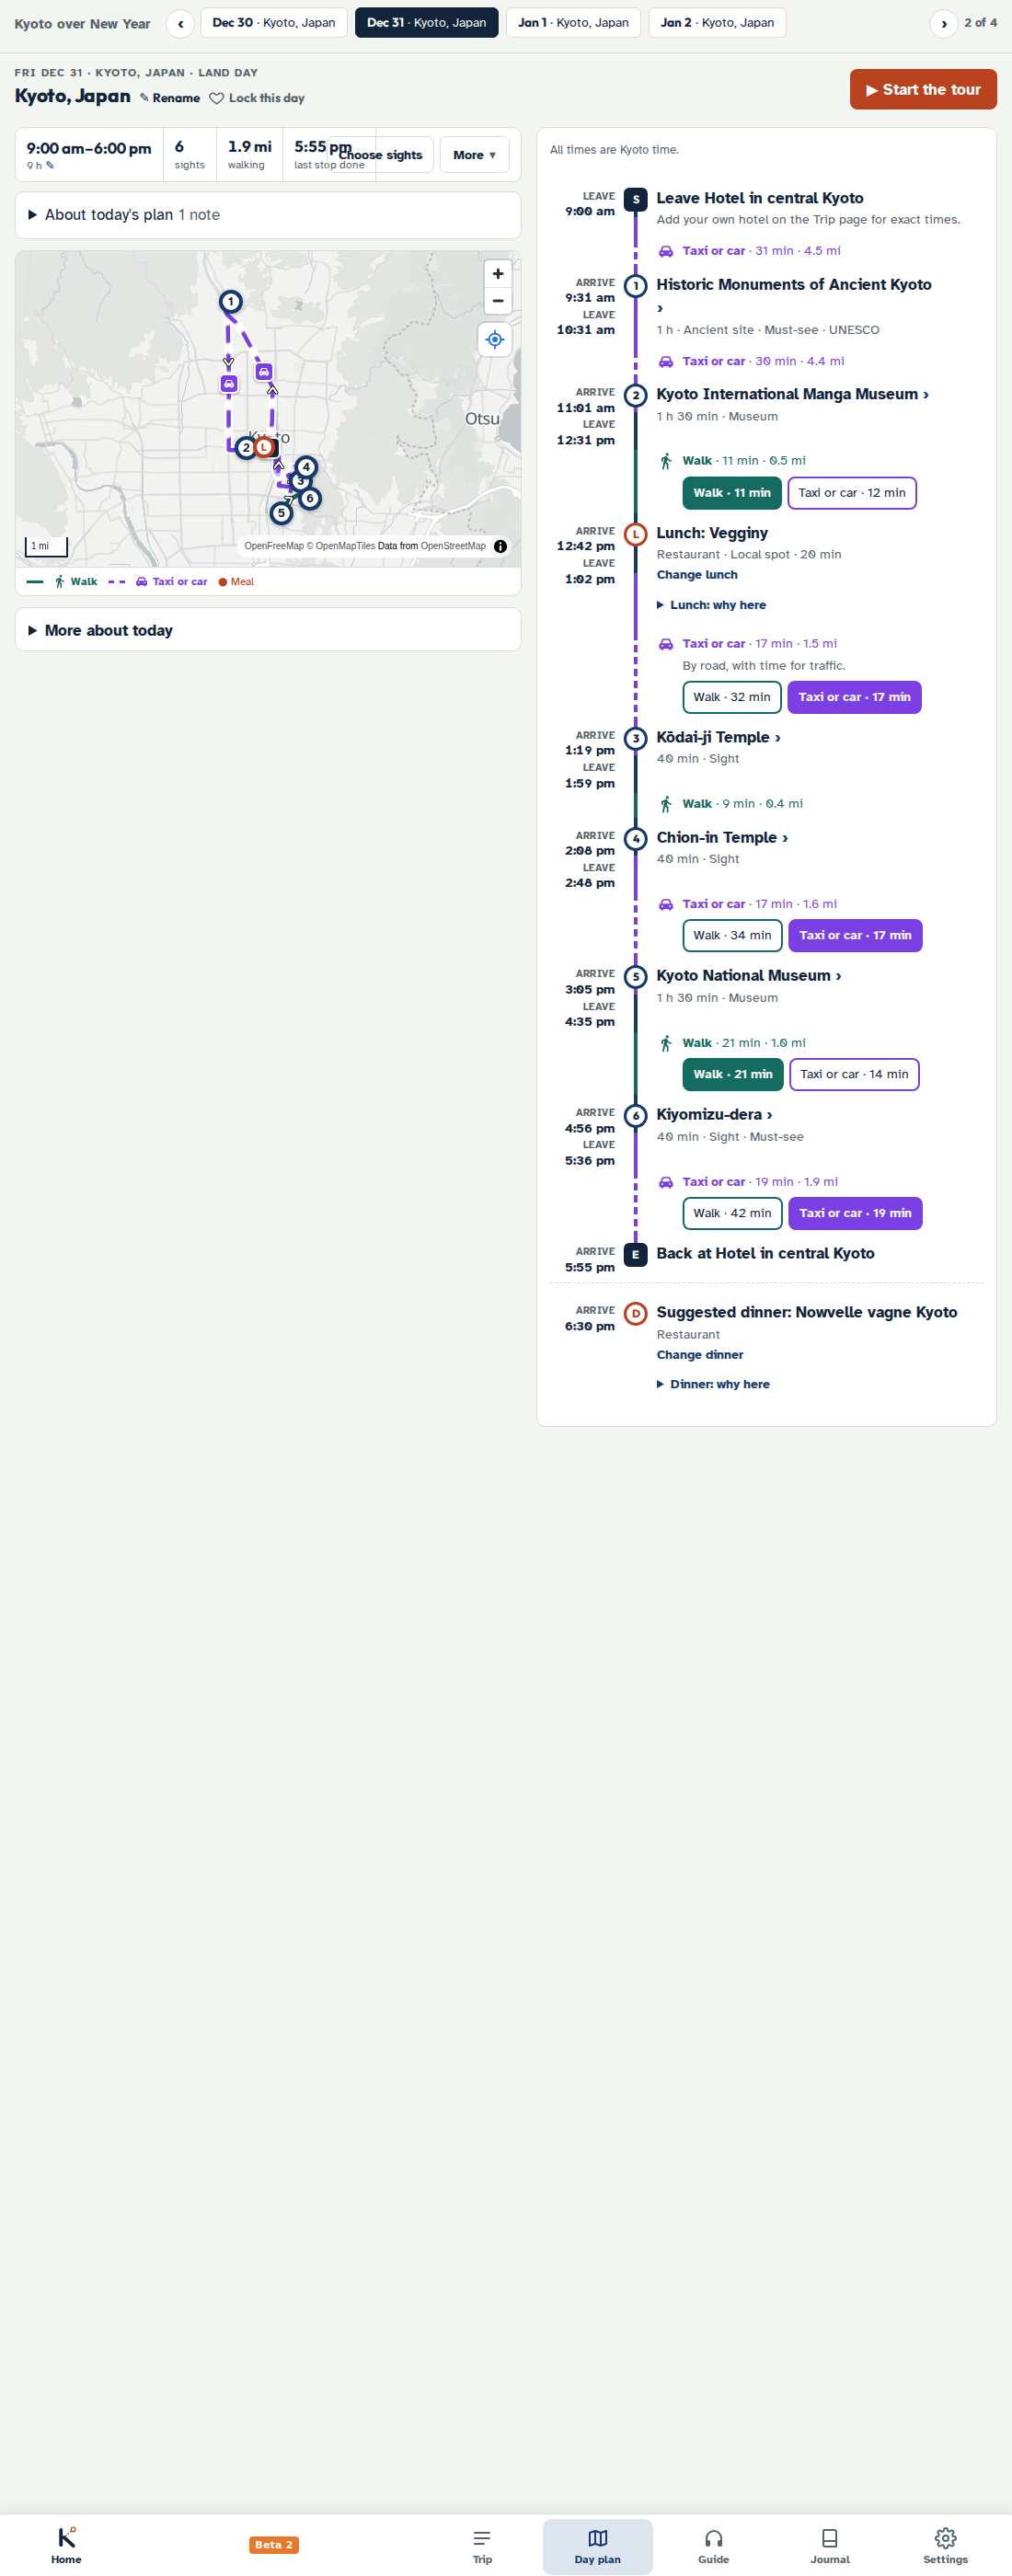 Kyoto over New Year
‹
Dec 30 · Kyoto, Japan
Dec 31 · Kyoto, Japan
Jan 1 · Kyoto, Japan
Jan 2 · Kyoto, Japan
›
2 of 4
FRI DEC 31 · KYOTO, JAPAN · LAND DAY
Kyoto, Japan ✎ Rename Lock this day
▶ Start the tour
9:00 am–6:00 pm
9 h ✎
6
sights
1.9 mi
walking
5:55 pm
last stop done
Choose sights
More ▾
▶ About today's plan 1 note
1
2
L
Kyoto
4
3
6
5
7
Otsu
+
−
1 mi
OpenFreeMap © OpenMapTiles Data from OpenStreetMap
Walk
Taxi or car
Meal
▶ More about today
All times are Kyoto time.
LEAVE
9:00 am
S
Leave Hotel in central Kyoto
Add your own hotel on the Trip page for exact times.
Taxi or car · 31 min · 4.5 mi
ARRIVE
9:31 am
LEAVE
10:31 am
1
Historic Monuments of Ancient Kyoto
›
1 h · Ancient site · Must-see · UNESCO
Taxi or car · 30 min · 4.4 mi
ARRIVE
11:01 am
LEAVE
12:31 pm
2
Kyoto International Manga Museum ›
1 h 30 min · Museum
Walk · 11 min · 0.5 mi
Walk · 11 min
Taxi or car · 12 min
ARRIVE
12:42 pm
LEAVE
1:02 pm
L
Lunch: Vegginy
Restaurant · Local spot · 20 min
Change lunch
▶ Lunch: why here
Taxi or car · 17 min · 1.5 mi
By road, with time for traffic.
Walk · 32 min
Taxi or car · 17 min
ARRIVE
1:19 pm
LEAVE
1:59 pm
3
Kōdai-ji Temple ›
40 min · Sight
Walk · 9 min · 0.4 mi
ARRIVE
2:08 pm
LEAVE
2:48 pm
4
Chion-in Temple ›
40 min · Sight
Taxi or car · 17 min · 1.6 mi
Walk · 34 min
Taxi or car · 17 min
ARRIVE
3:05 pm
LEAVE
4:35 pm
5
Kyoto National Museum ›
1 h 30 min · Museum
Walk · 21 min · 1.0 mi
Walk · 21 min
Taxi or car · 14 min
ARRIVE
4:56 pm
LEAVE
5:36 pm
6
Kiyomizu-dera ›
40 min · Sight · Must-see
Taxi or car · 19 min · 1.9 mi
Walk · 42 min
Taxi or car · 19 min
ARRIVE
5:55 pm
E
Back at Hotel in central Kyoto
ARRIVE
6:30 pm
D
Suggested dinner: Nowvelle vagne Kyoto
Restaurant
Change dinner
▶ Dinner: why here
Home
Beta 2
Trip
Day plan
Guide
Journal
Settings